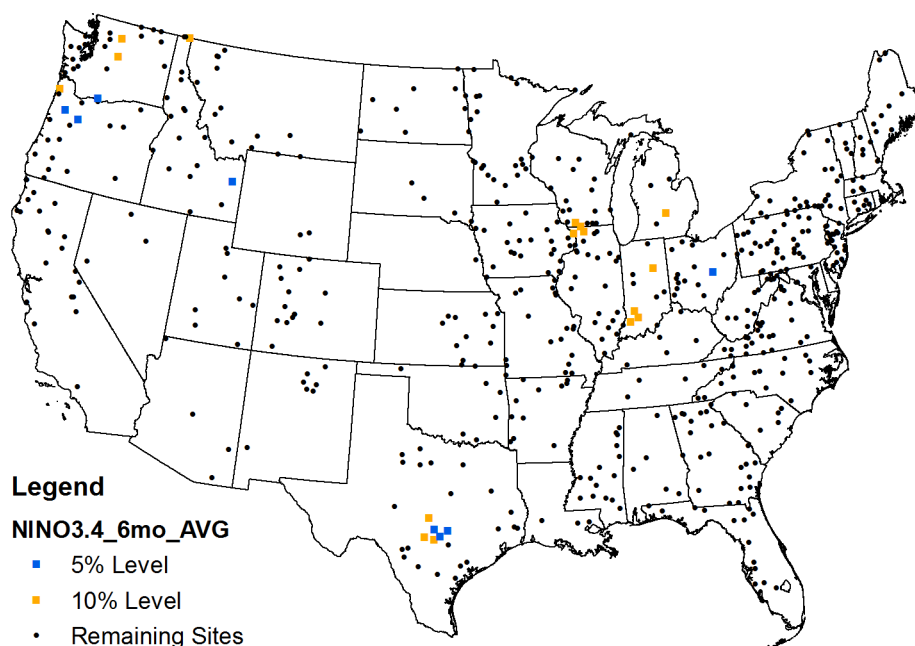 Legend
NINO3.4_6mo_AVG
5% Level
10% Level
Remaining Sites